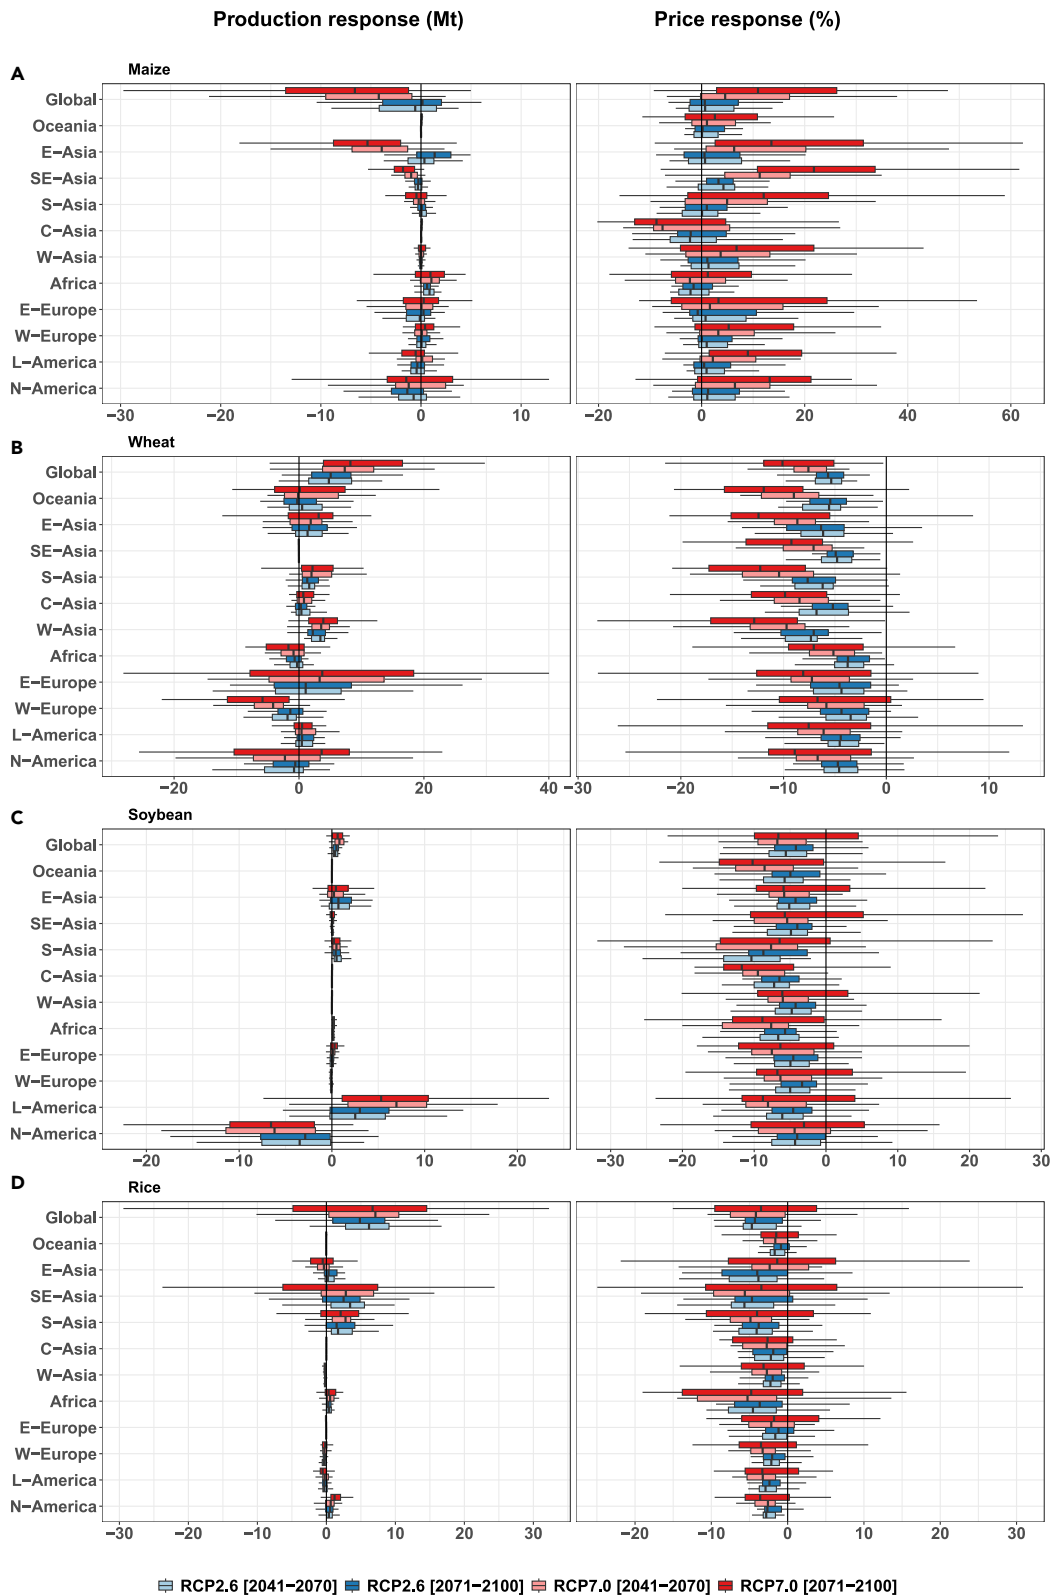 Production response (Mt)
Price response (%)
A
Maize
Global
Oceania
E−Asia
SE−Asia
S−Asia
C−Asia
W−Asia
Africa
E−Europe
W−Europe
L−America
N−America
−30 −20 −10 0 10
−20 0 20 40 60
B
Wheat
Global
Oceania
E−Asia
SE−Asia
S−Asia
C−Asia
W−Asia
Africa
E−Europe
W−Europe
L−America
N−America
−20 0 20 40
−30 −20 −10 0 10
C
Soybean
Global
Oceania
E−Asia
SE−Asia
S−Asia
C−Asia
W−Asia
Africa
E−Europe
W−Europe
L−America
N−America
−20 −10 0 10 20
−30 −20 −10 0 10 20 30
D
Rice
Global
Oceania
E−Asia
SE−Asia
S−Asia
C−Asia
W−Asia
Africa
E−Europe
W−Europe
L−America
N−America
−30 −20 −10 0 10 20 30
−20 −10 0 10 20 30
RCP2.6 [2041−2070] RCP2.6 [2071−2100] RCP7.0 [2041−2070] RCP7.0 [2071−2100]